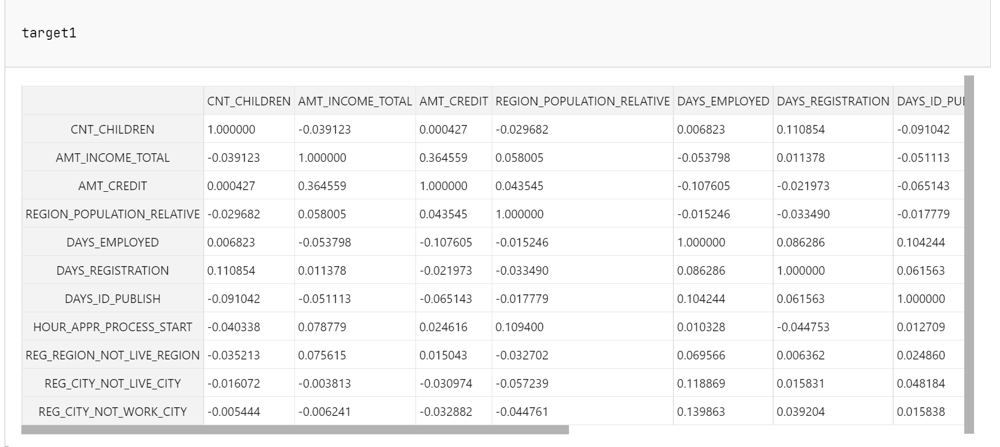 target1
CNT_CHILDREN AMT_INCOME_TOTAL AMT_CREDIT REGION_POPULATION_RELATIVE DAYS_EMPLOYED DAYS_REGISTRATION DAYS_ID_PUE
CNT_CHILDREN 1.000000 -0.039123 0.000427 -0.029682 0.006823 0.110854 -0.091042
AMT_INCOME_TOTAL -0.039123 1.000000 0.364559 0.058005 -0.053798 0.011378 -0.051113
AMT_CREDIT 0.000427 0.364559 1.000000 0.043545 -0.107605 -0.021973 -0.065143
REGION_POPULATION_RELATIVE -0.029682 0.058005 0.043545 1.000000 -0.015246 -0.033490 -0.017779
DAYS_EMPLOYED 0.006823 -0.053798 -0.107605 -0.015246 1.000000 0.086286 0.104244
DAYS_REGISTRATION 0.110854 0.011378 -0.021973 -0.033490 0.086286 1.000000 0.061563
DAYS_ID_PUBLISH -0.091042 -0.051113 -0.065143 -0.017779 0.104244 0.061563 1.000000
HOUR_APPR_PROCESS_START -0.040338 0.078779 0.024616 0.109400 0.010328 -0.044753 0.012709
REG_REGION_NOT_LIVE_REGION -0.035213 0.075615 0.015043 -0.032702 0.069566 0.006362 0.024860
REG_CITY_NOT_LIVE_CITY -0.016072 -0.003813 -0.030974 -0.057239 0.118869 0.015831 0.048184
REG_CITY_NOT_WORK_CITY -0.005444 -0.006241 -0.032882 -0.044761 0.139863 0.039204 0.015838